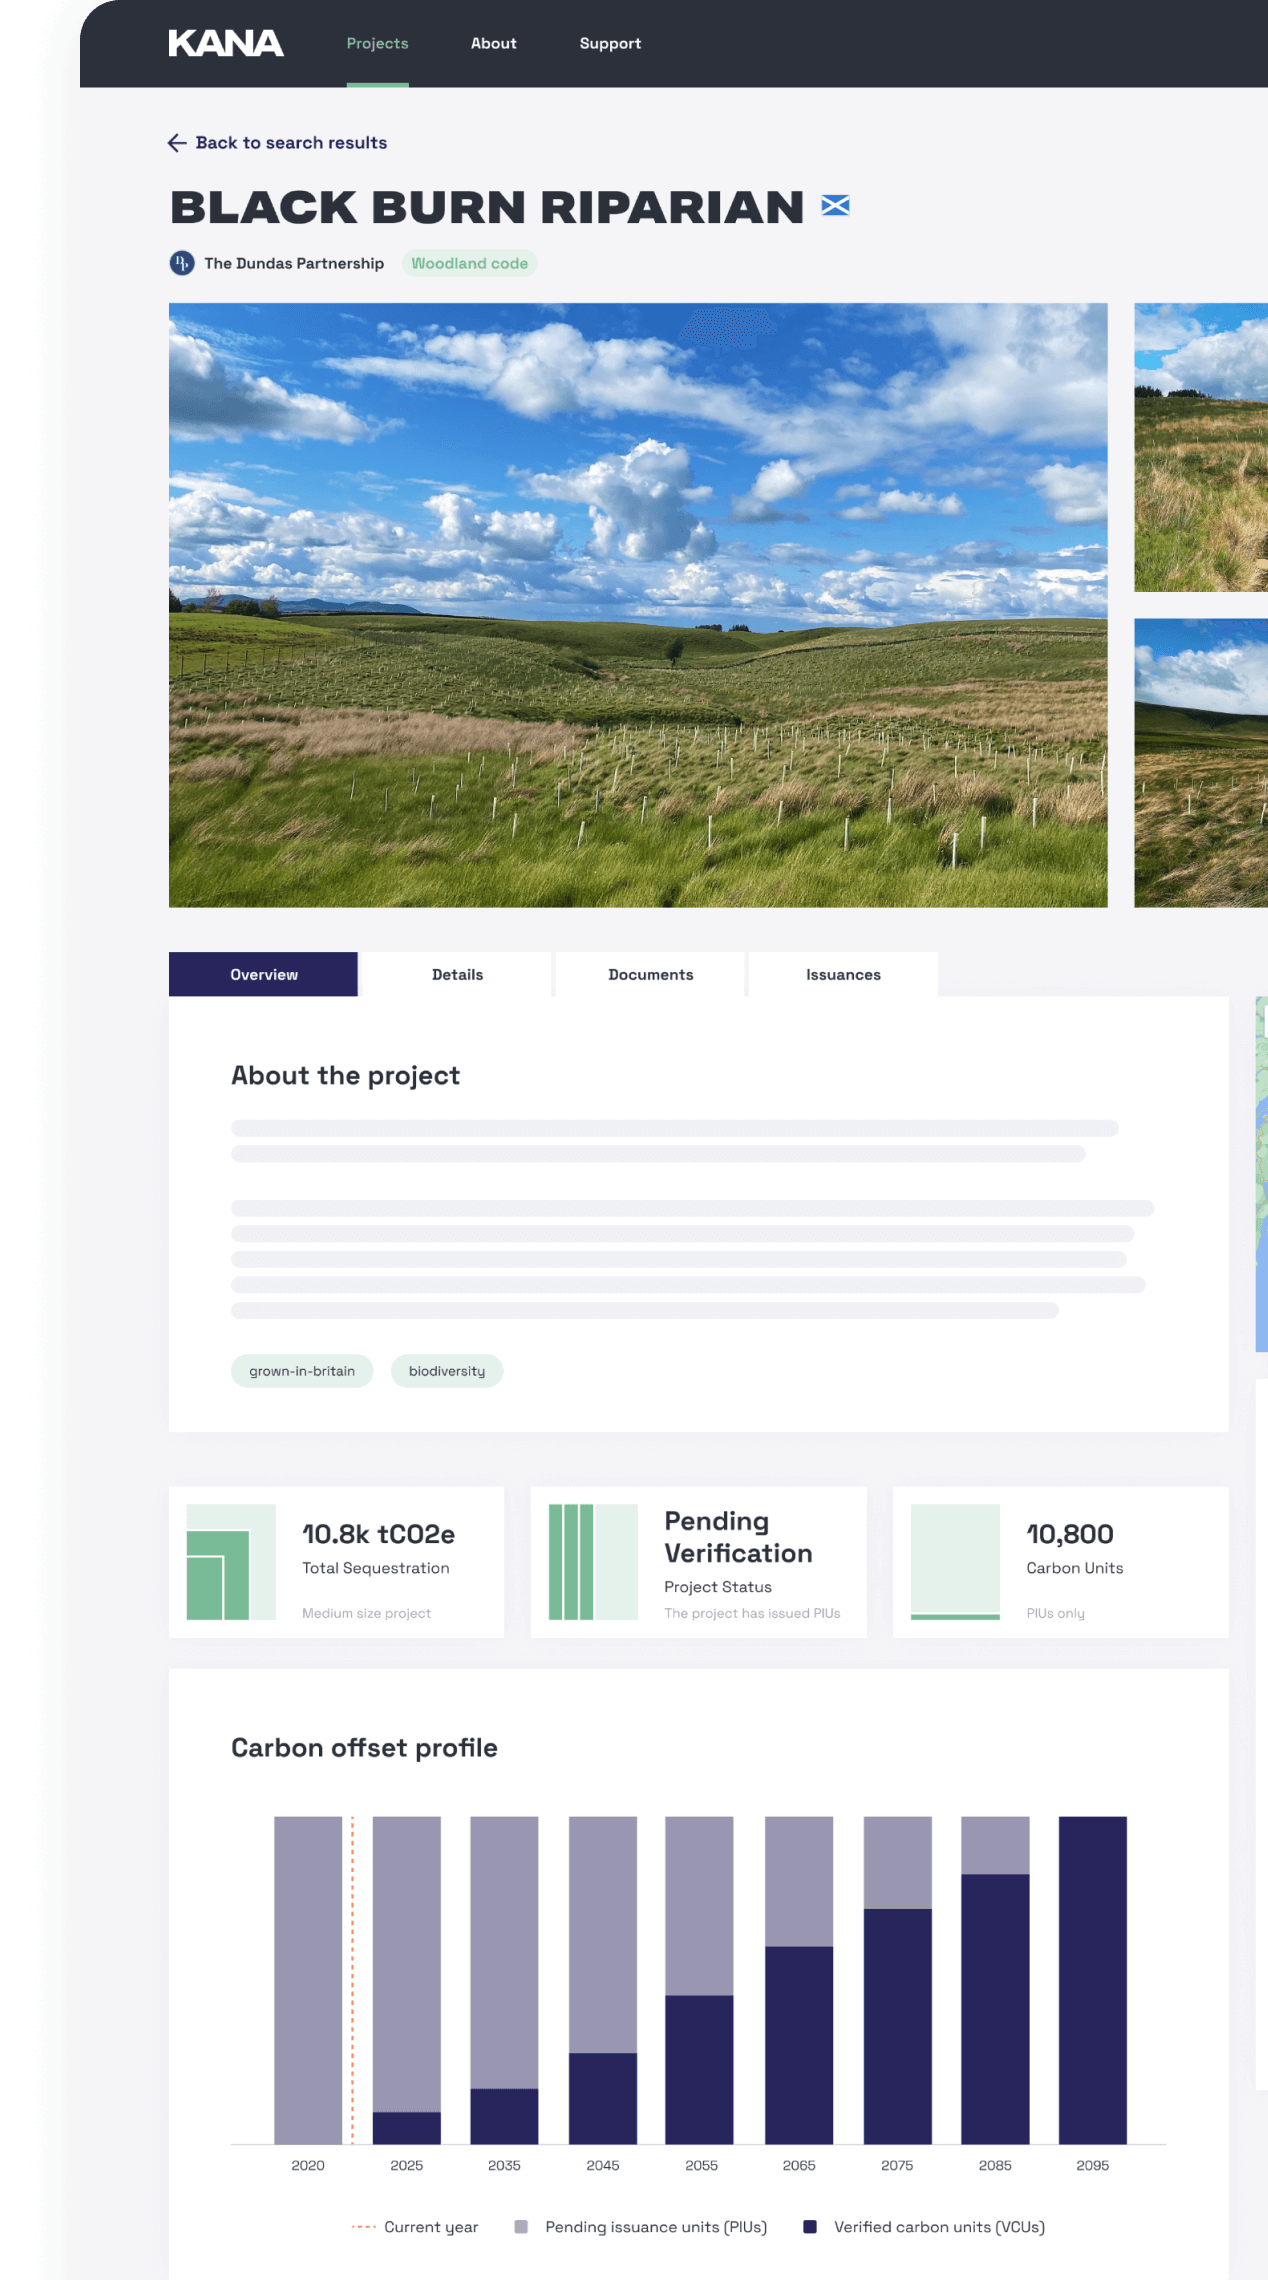 KANA
Projects
About
Support
Back to search results
BLACK BURN RIPARIAN
DP
The Dundas Partnership
Woodland code
Overview
Details
Documents
Issuances
About the project
grown-in-britain
biodiversity
10.8k tCO2e
Total Sequestration
Medium size project
Pending
Verification
Project Status
The project has issued PIUs
10,800
Carbon Units
PIUs only
Carbon offset profile
2020
2025
2035
2045
2055
2065
2075
2085
2095
Current year
Pending issuance units (PIUs)
Verified carbon units (VCUs)